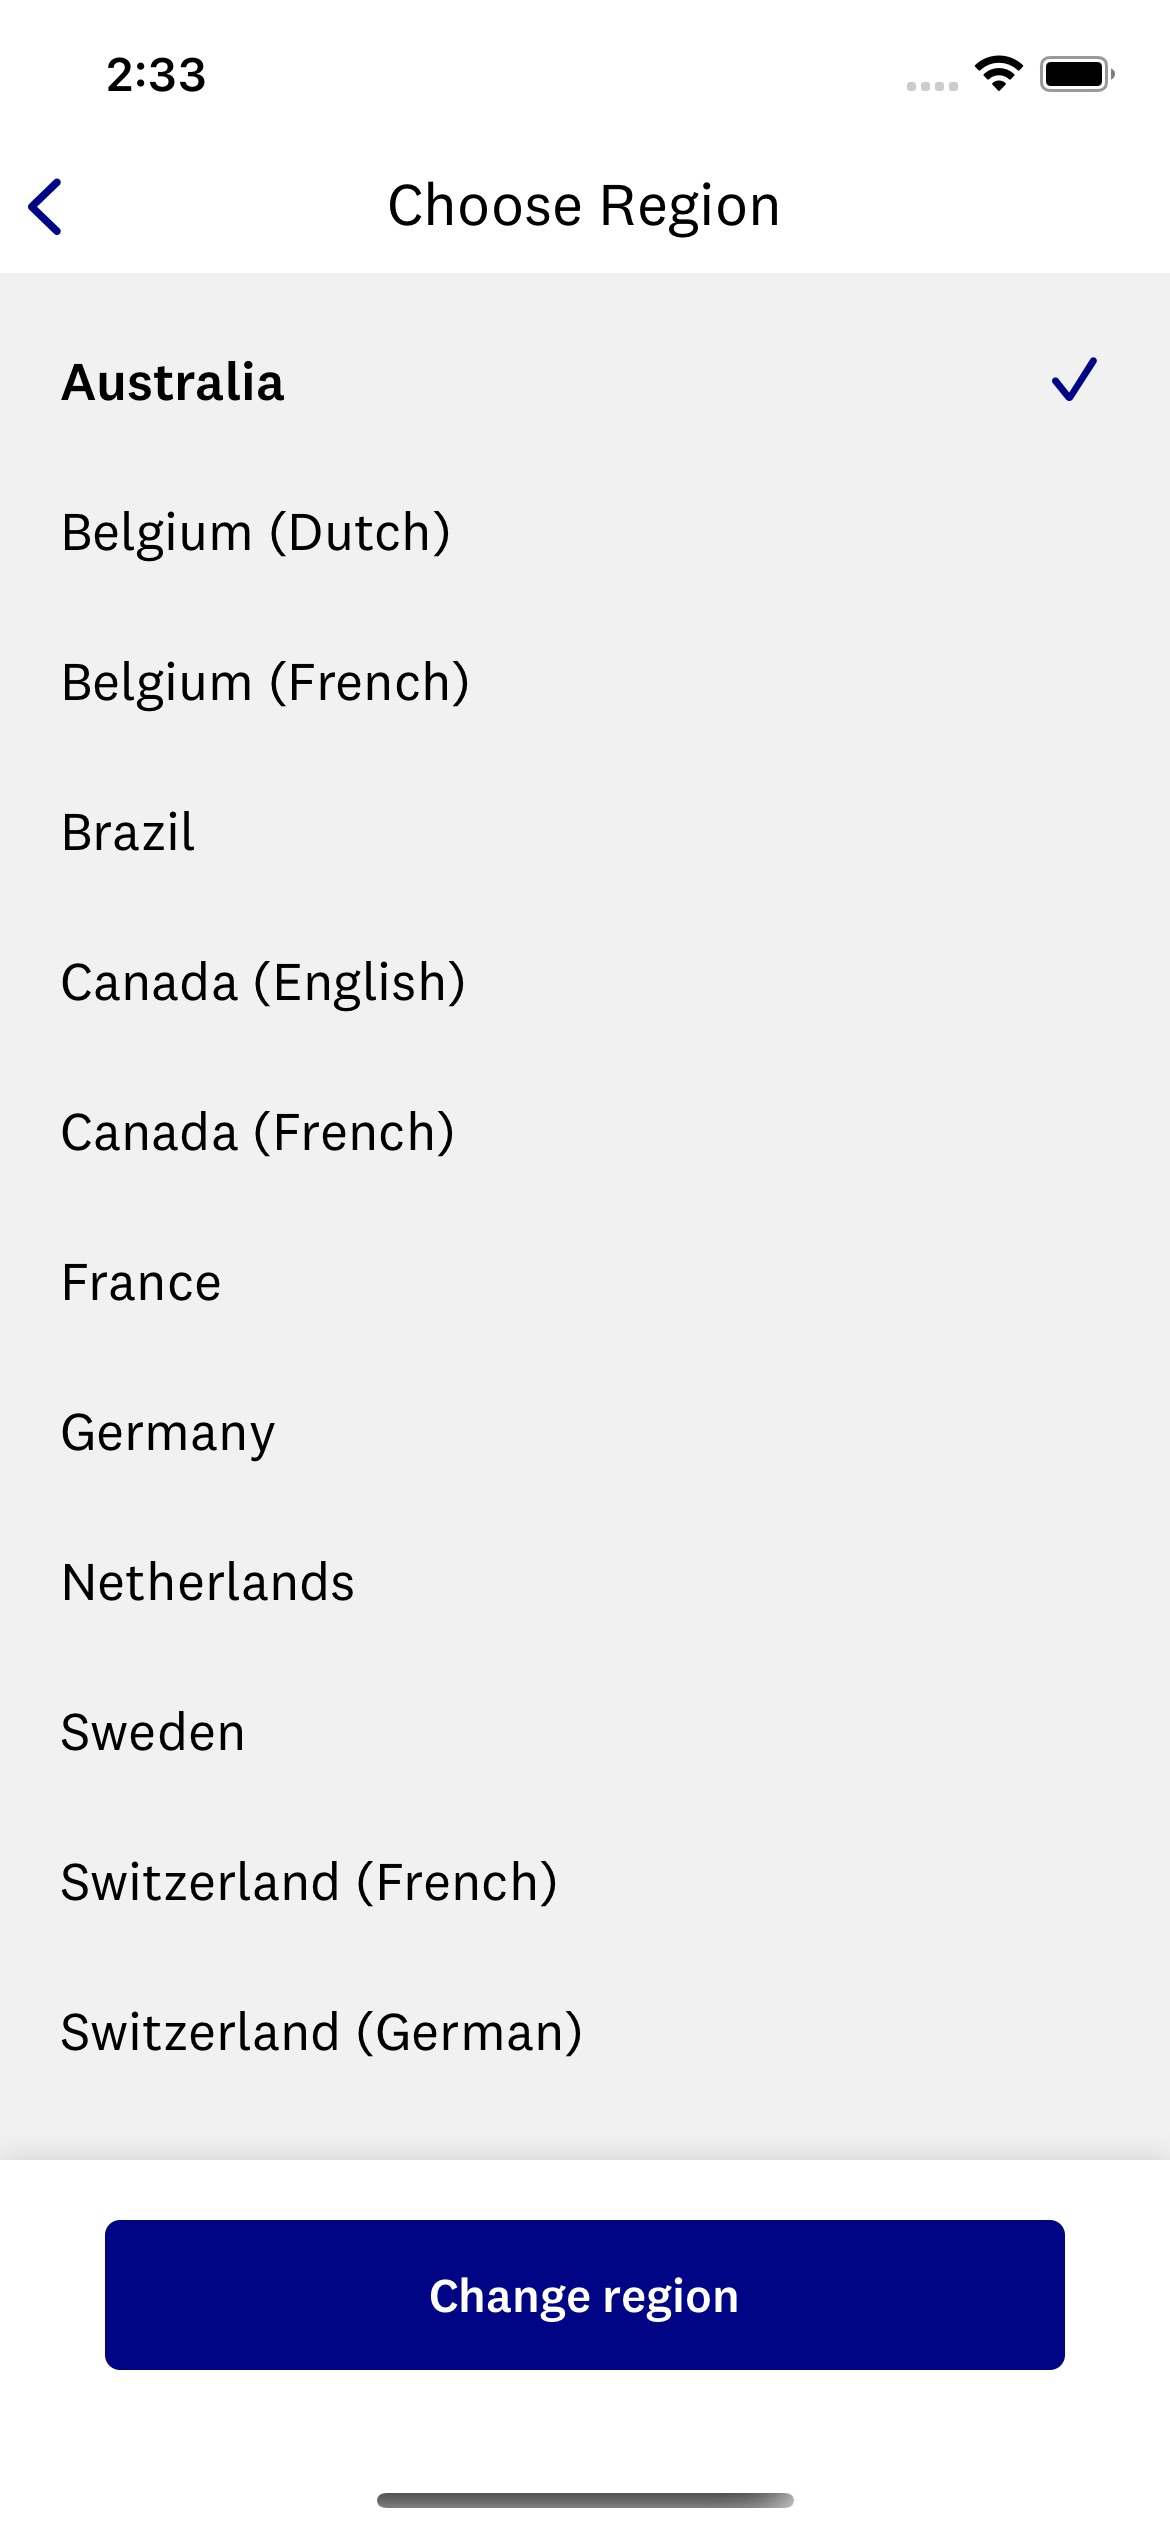 2:33
Choose Region
Australia
Belgium (Dutch)
Belgium (French)
Brazil
Canada (English)
Canada (French)
France
Germany
Netherlands
Sweden
Switzerland (French)
Switzerland (German)
Change region